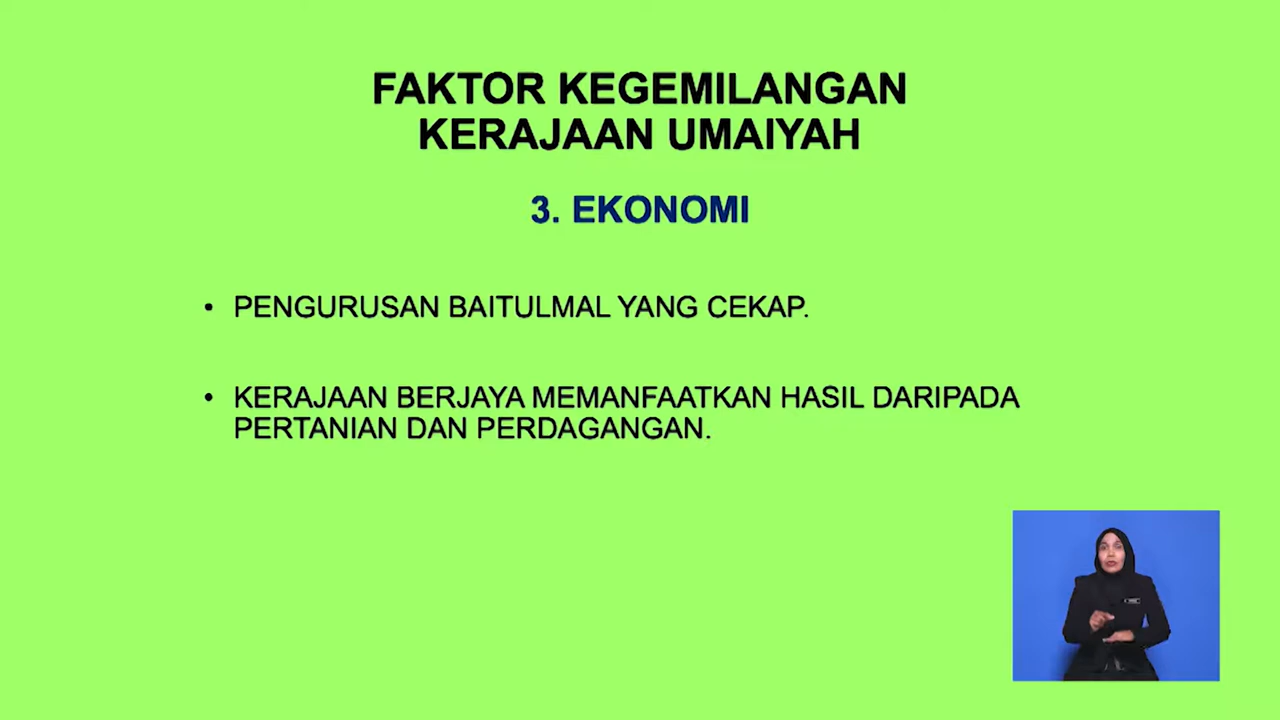 FAKTOR KEGEMILANGAN
KERAJAAN UMAIYAH
3. EKONOMI
• PENGURUSAN BAITULMAL YANG CEKAP.
• KERAJAAN BERJAYA MEMANFAATKAN HASIL DARIPADA
PERTANIAN DAN PERDAGANGAN.